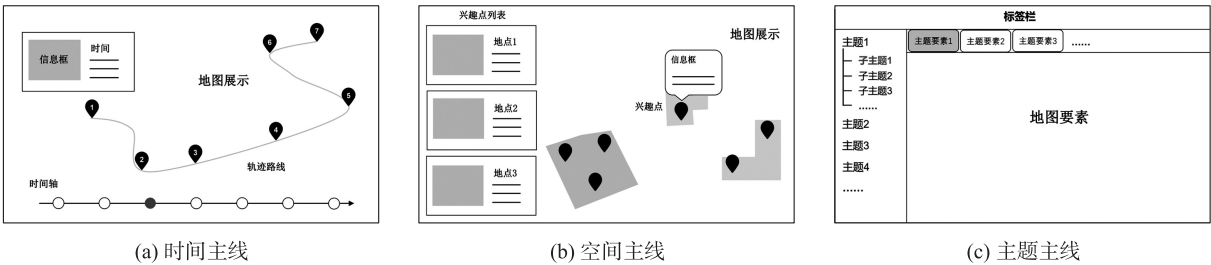 信息框
时间
地图展示
1
2
3
4
5
6
7
轨迹路线
时间轴
(a) 时间主线
兴趣点列表
地点1
地点2
地点3
地图展示
信息框
兴趣点
(b) 空间主线
标签栏
主题1
子主题1
子主题2
子主题3
......
主题2
主题3
主题4
......
主题要素1 主题要素2 主题要素3 ......
地图要素
(c) 主题主线